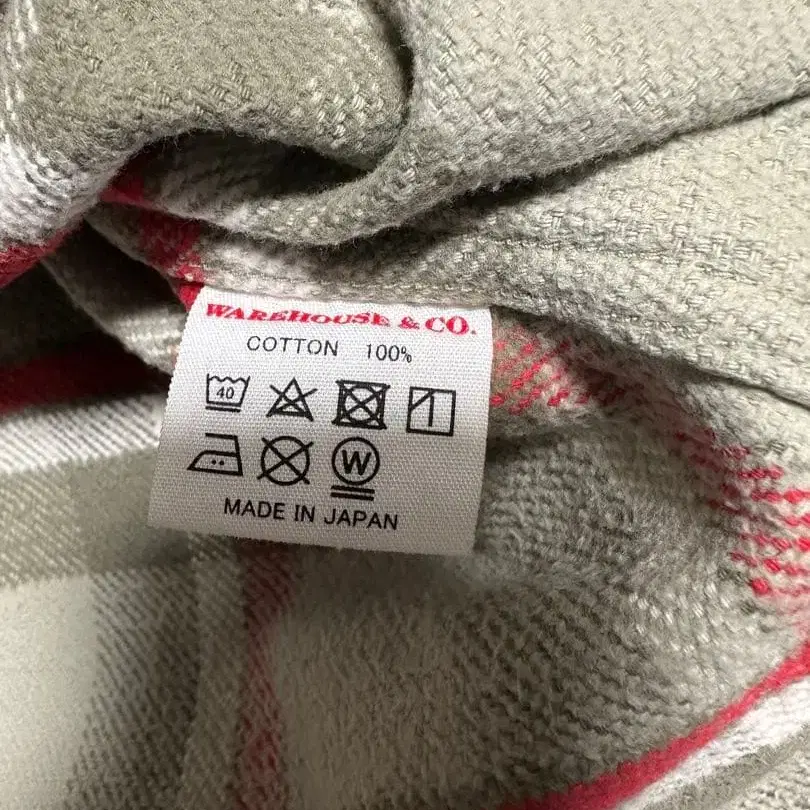 WAREHOUSE & CO.
COTTON 100%
40
W
MADE IN JAPAN